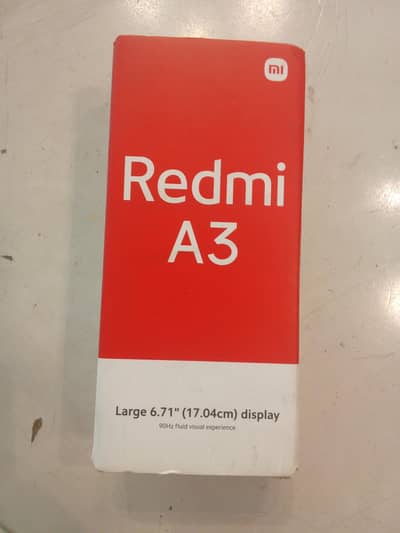 mi
Redmi
A3
Large 6.71" (17.04cm) display
90Hz fluid visual experience